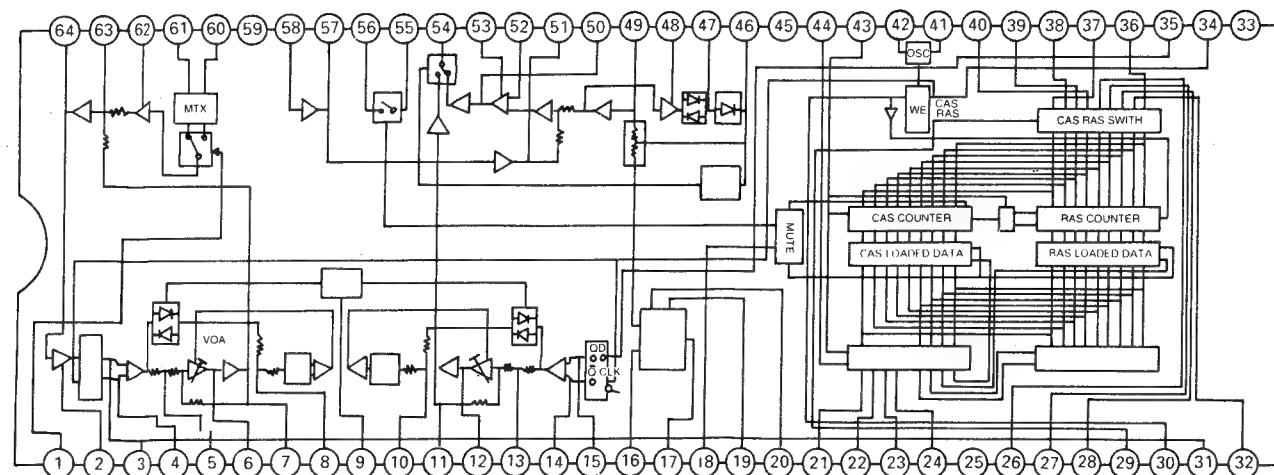 64 63 62 61 60 59 58 57 56 55 54 53 52 51 50 49 48 47 46 45 44 43 42 41 40 39 38 37 36 35 34 33
OSC
MTX
WE
CAS
RAS
CAS RAS SWITH
MUTE
CAS COUNTER
RAS COUNTER
CAS LOADED DATA
RAS LOADED DATA
VOA
QD
Q CLK
1 2 3 4 5 6 7 8 9 10 11 12 13 14 15 16 17 18 19 20 21 22 23 24 25 26 27 28 29 30 31 32